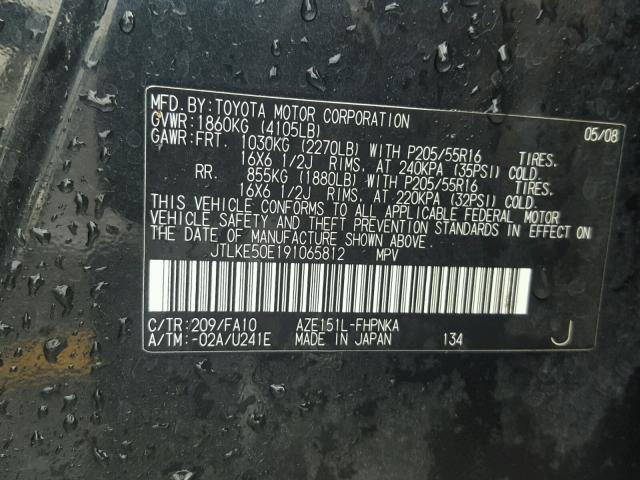 MFD.BY:TOYOTA MOTOR CORPORATION 05/08
GVWR:1860KG (4105LB)
GAWR:FRT. 1030KG (2270LB) WITH P205/55R16 TIRES.
16X6 1/2J RIMS, AT 240KPA (35PSI) COLD.
RR. 855KG (1880LB) WITH P205/55R16 TIRES.
16X6 1/2J RIMS, AT 220KPA (32PSI) COLD.
THIS VEHICLE CONFORMS TO ALL APPLICABLE FEDERAL MOTOR
VEHICLE SAFETY AND THEFT PREVENTION STANDARDS IN EFFECT ON
THE DATE OF MANUFACTURE SHOWN ABOVE.
JTLKE50E191065812 MPV
C/TR:209/FA10 AZE151L-FHPNKA
A/TM:-02A/U241E MADE IN JAPAN 134 J